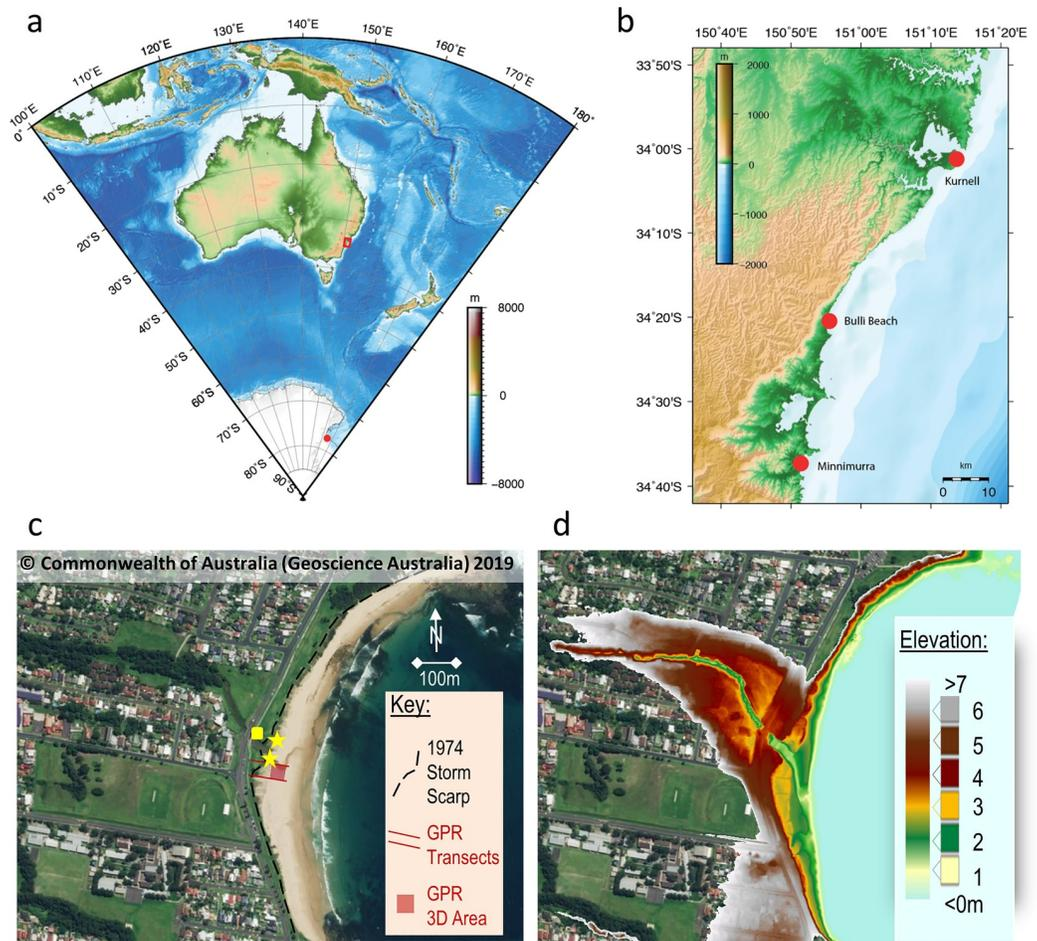 a
100˚E
110˚E
120˚E
130˚E
140˚E
150˚E
160˚E
170˚E
180˚
0˚
10˚S
20˚S
30˚S
40˚S
50˚S
60˚S
70˚S
80˚S
90˚S
m
8000
0
−8000
b
150˚40'E 150˚50'E 151˚00'E 151˚10'E 151˚20'E
33˚50'S
34˚00'S
34˚10'S
34˚20'S
34˚30'S
34˚40'S
m
2000
1000
0
−1000
−2000
Kurnell
Bulli Beach
Minnimurra
km
0 10
c
© Commonwealth of Australia (Geoscience Australia) 2019
N
100m
Key:
1974
Storm
Scarp
GPR
Transects
GPR
3D Area
d
Elevation:
>7
6
5
4
3
2
1
<0m